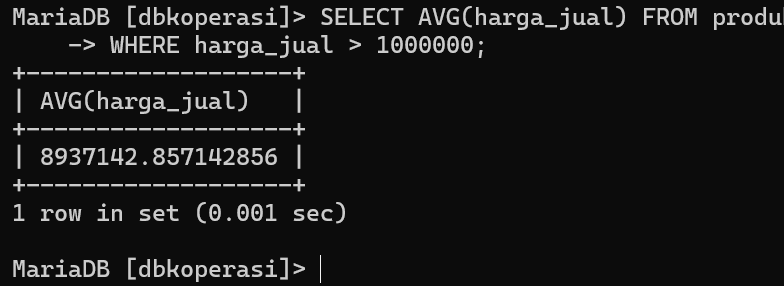 MariaDB [dbkoperasi]> SELECT AVG(harga_jual) FROM produ
    -> WHERE harga_jual > 1000000;
+-------------------+
| AVG(harga_jual)   |
+-------------------+
| 8937142.857142856 |
+-------------------+
1 row in set (0.001 sec)
MariaDB [dbkoperasi]>